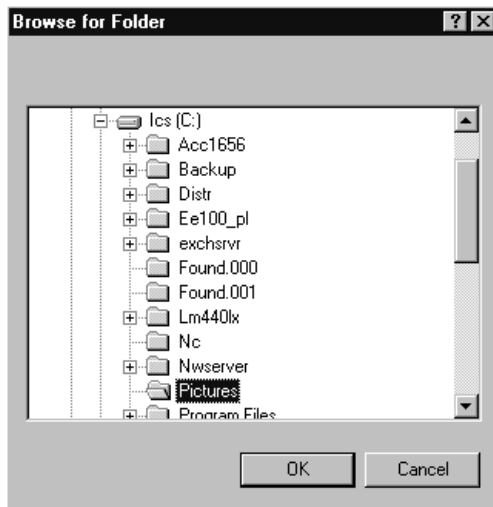 Browse for Folder
Ics (C:)
Acc1656
Backup
Distr
Ee100_pl
exchsrvr
Found.000
Found.001
Lm440lx
Nc
Nwserver
Pictures
Program Files
OK
Cancel